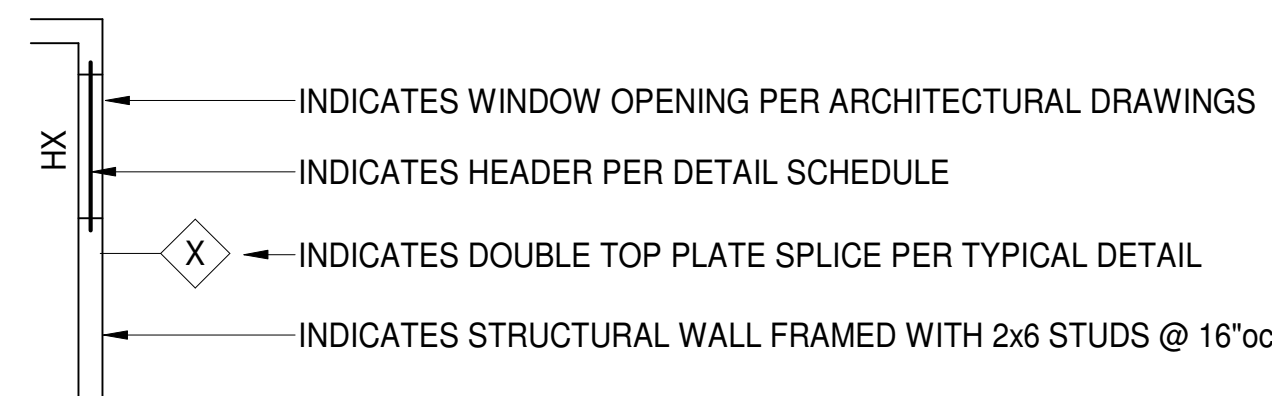 INDICATES WINDOW OPENING PER ARCHITECTURAL DRAWINGS
HX
INDICATES HEADER PER DETAIL SCHEDULE
X
INDICATES DOUBLE TOP PLATE SPLICE PER TYPICAL DETAIL
INDICATES STRUCTURAL WALL FRAMED WITH 2x6 STUDS @ 16"oc